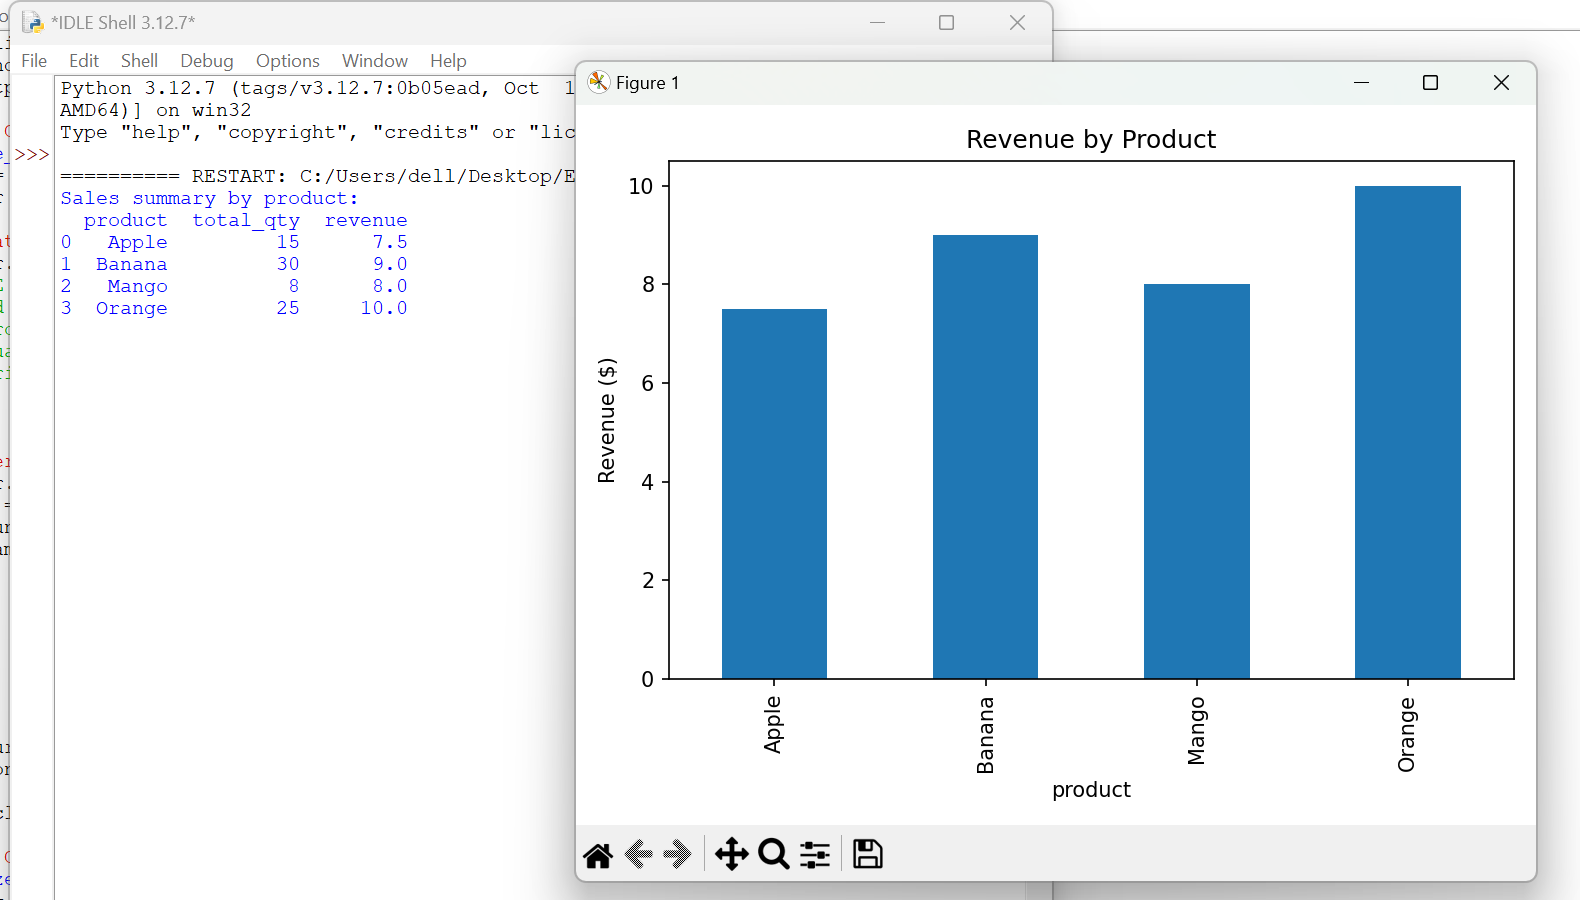 *IDLE Shell 3.12.7*
File Edit Shell Debug Options Window Help
Python 3.12.7 (tags/v3.12.7:0b05ead, Oct 1
AMD64)] on win32
Type "help", "copyright", "credits" or "lic
>>>
========== RESTART: C:/Users/dell/Desktop/E
Sales summary by product:
product total_qty revenue
0 Apple 15 7.5
1 Banana 30 9.0
2 Mango 8 8.0
3 Orange 25 10.0
Figure 1
Revenue by Product
Revenue ($)
10
8
6
4
2
0
Apple Banana Mango Orange
product